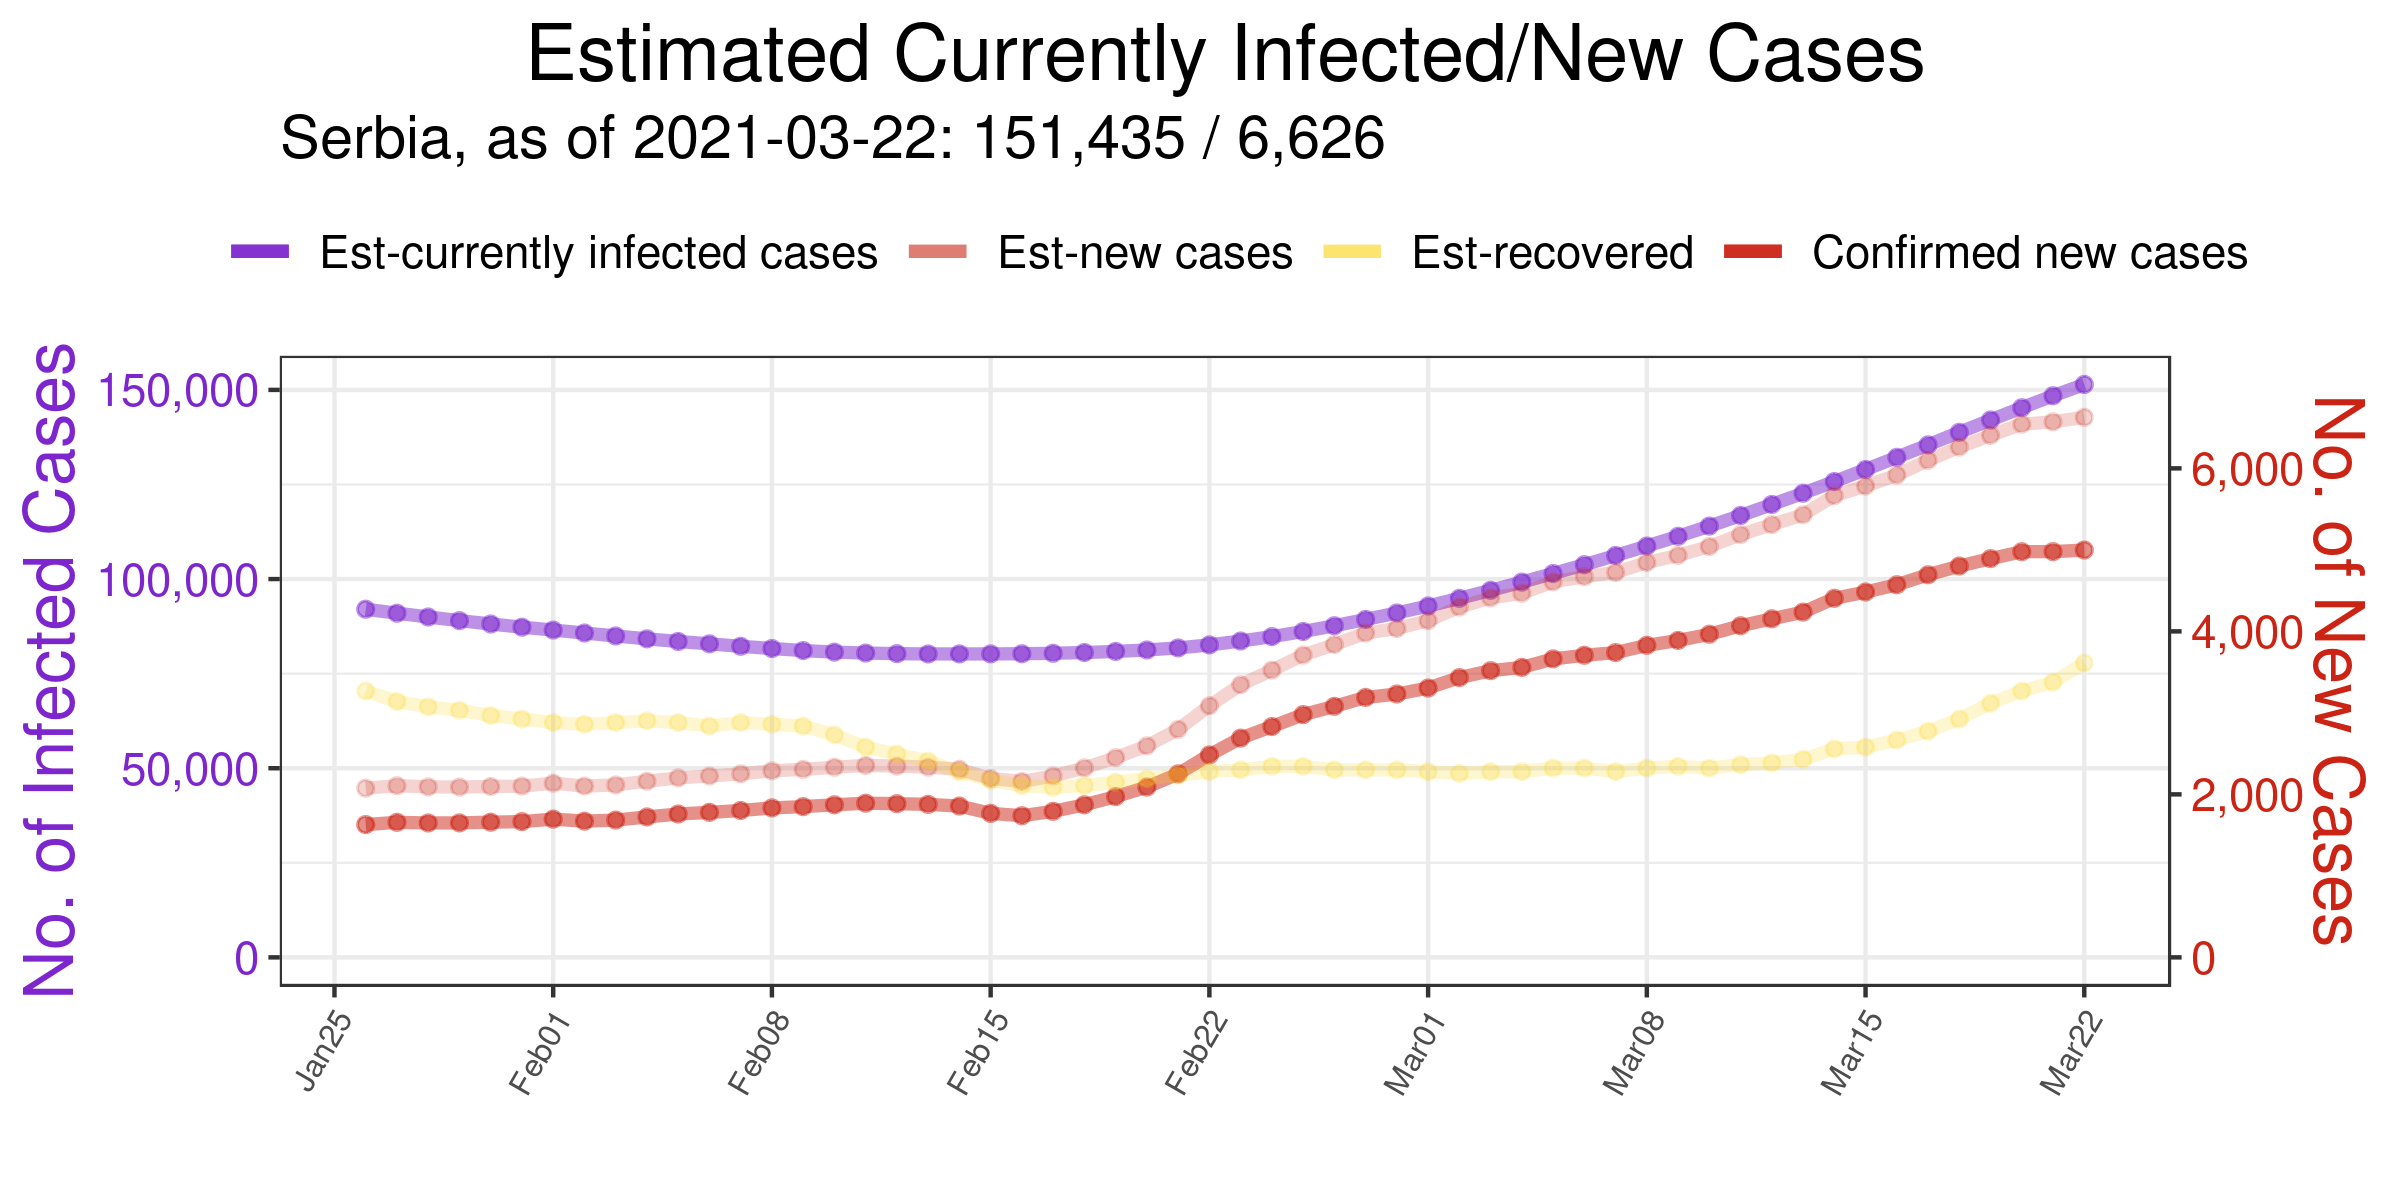 Estimated Currently Infected/New Cases
Serbia, as of 2021-03-22: 151,435 / 6,626
Est-currently infected cases Est-new cases Est-recovered Confirmed new cases
No. of Infected Cases
150,000
100,000
50,000
0
6,000
4,000
2,000
0
No. of New Cases
Jan25 Feb01 Feb08 Feb15 Feb22 Mar01 Mar08 Mar15 Mar22